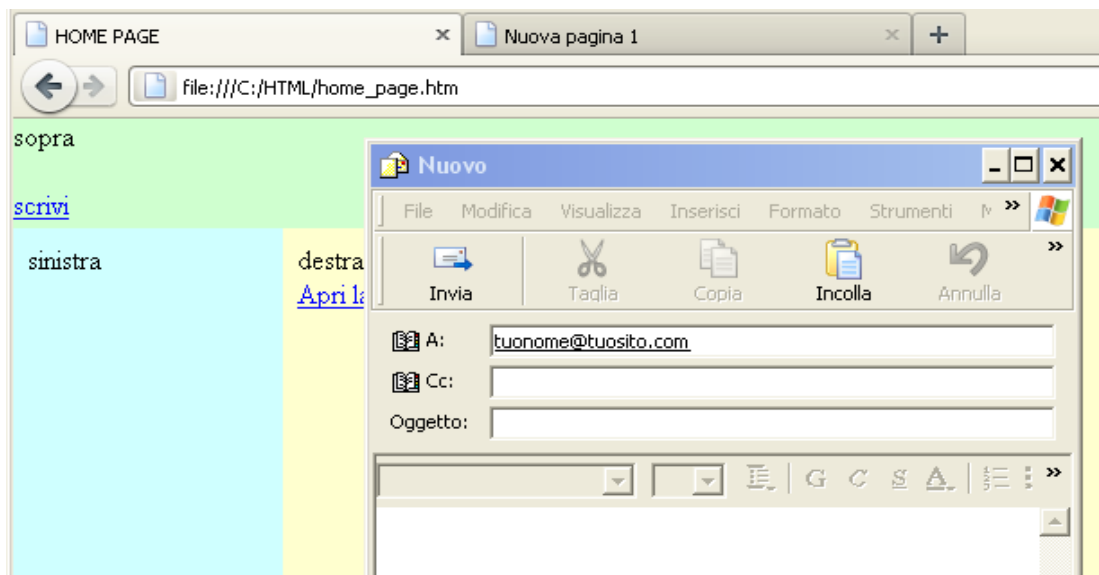 HOME PAGE
Nuova pagina 1
file:///C:/HTML/home_page.htm
sopra
scrivi
sinistra
destra
Apri
Nuovo
File Modifica Visualizza Inserisci Formato Strumenti
Invia Taglia Copia Incolla Annulla
A: tuonome@tuosito.com
Cc:
Oggetto:
G C S A